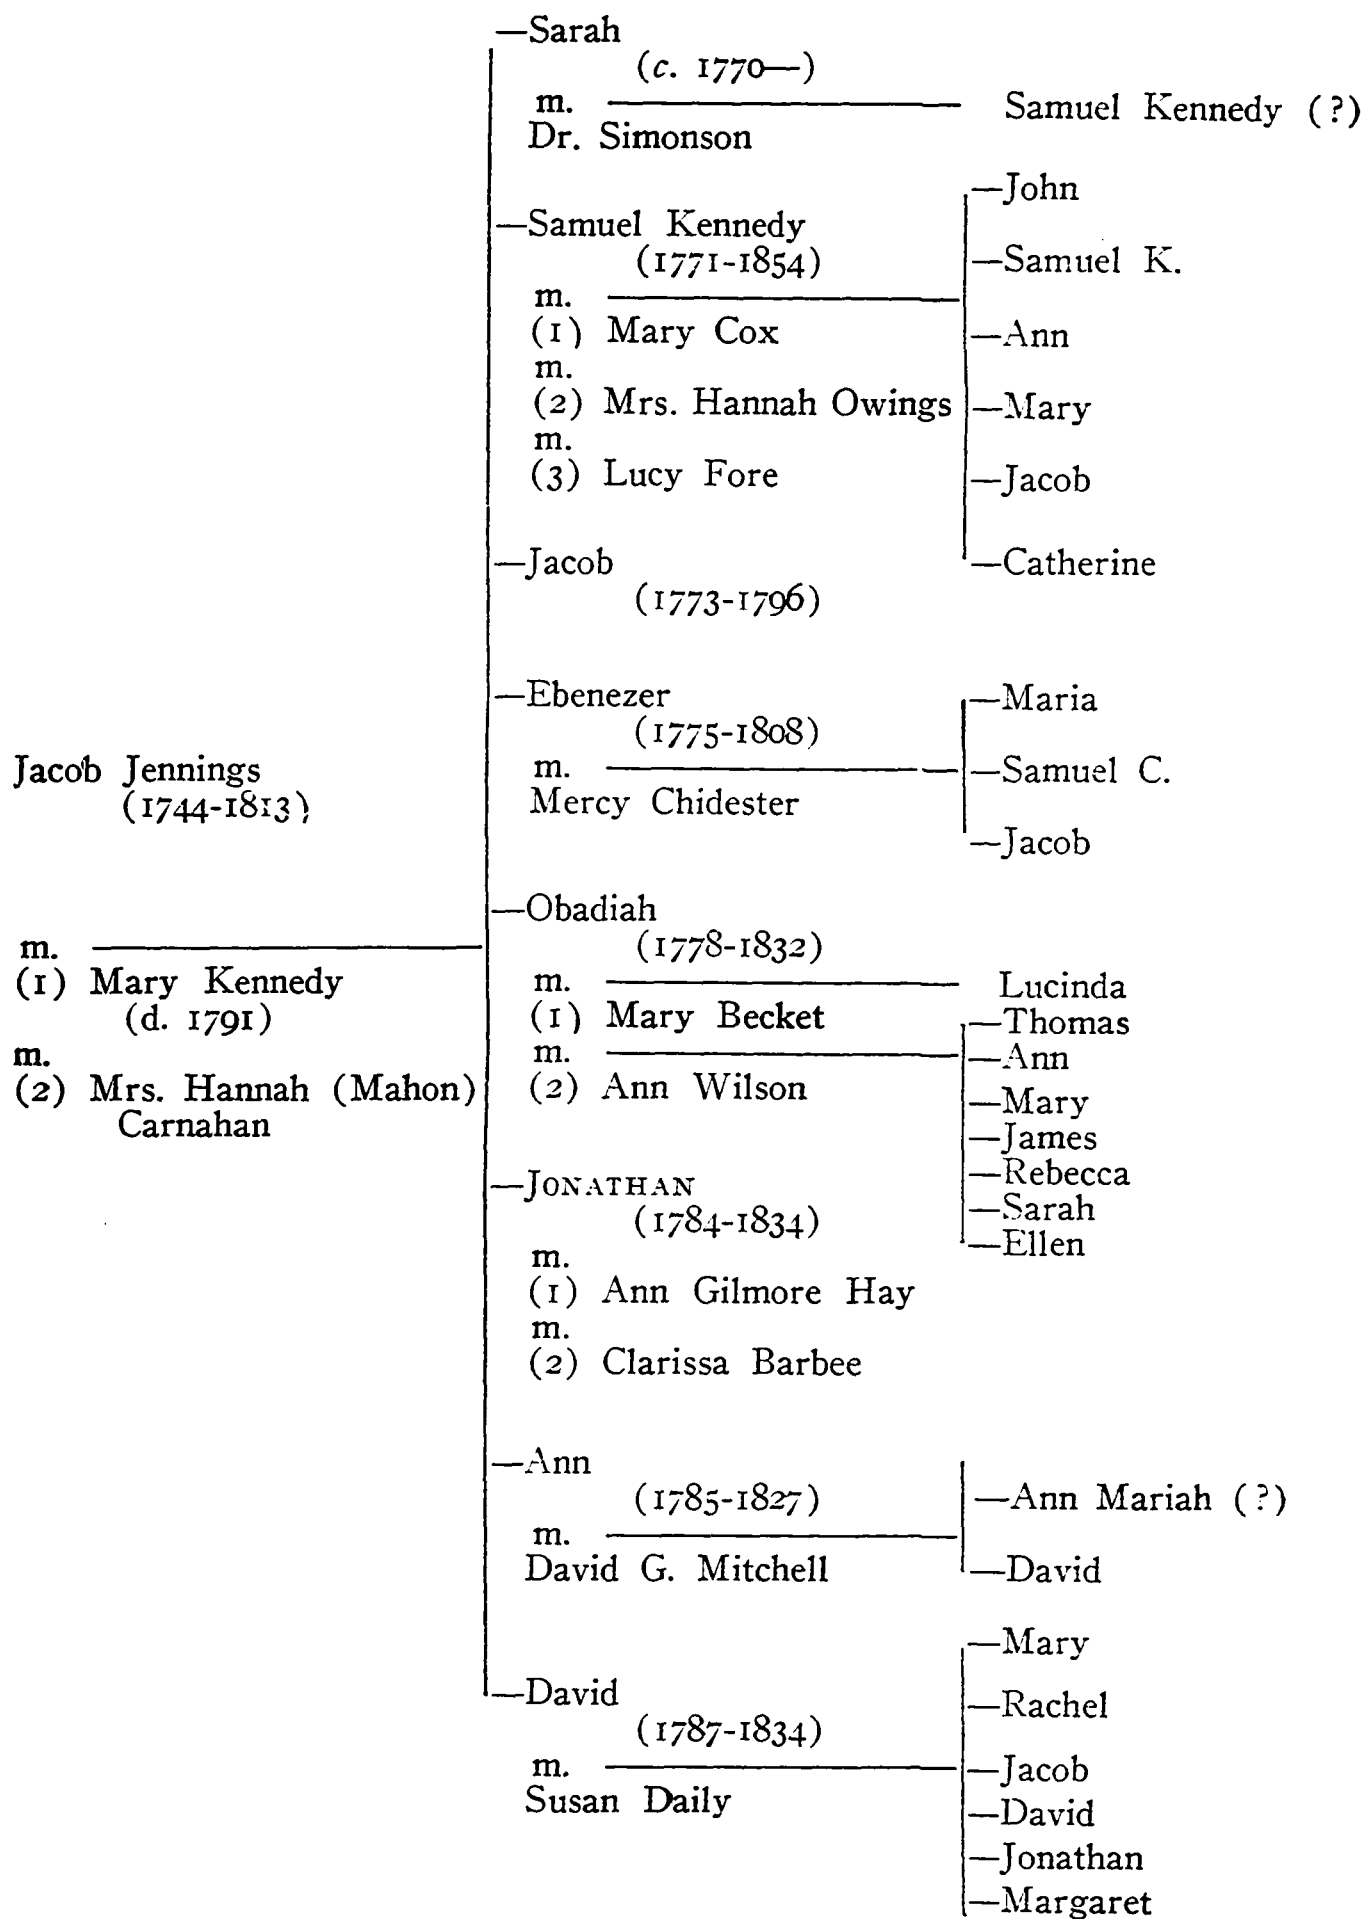 Jacob Jennings
(1744-1813)
m.
(1) Mary Kennedy
(d. 1791)
m.
(2) Mrs. Hannah (Mahon)
Carnahan
—Sarah
(c. 1770—)
m.
Dr. Simonson
Samuel Kennedy (?)
—Samuel Kennedy
(1771-1854)
m.
(1) Mary Cox
m.
(2) Mrs. Hannah Owings
m.
(3) Lucy Fore
—John
—Samuel K.
—Ann
—Mary
—Jacob
—Catherine
—Jacob
(1773-1796)
—Ebenezer
(1775-1808)
m.
Mercy Chidester
—Maria
—Samuel C.
—Jacob
—Obadiah
(1778-1832)
m.
(1) Mary Becket
m.
(2) Ann Wilson
Lucinda
—Thomas
—Ann
—Mary
—James
—Rebecca
—Sarah
—Ellen
—JONATHAN
(1784-1834)
m.
(1) Ann Gilmore Hay
m.
(2) Clarissa Barbee
—Ann
(1785-1827)
m.
David G. Mitchell
—Ann Mariah (?)
—David
—David
(1787-1834)
m.
Susan Daily
—Mary
—Rachel
—Jacob
—David
—Jonathan
—Margaret